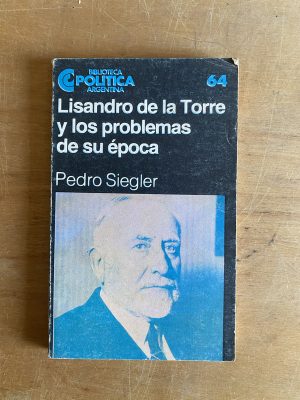 BIBLIOTECA
POLITICA
ARGENTINA
64
Lisandro de la Torre
y los problemas
de su época
Pedro Siegler